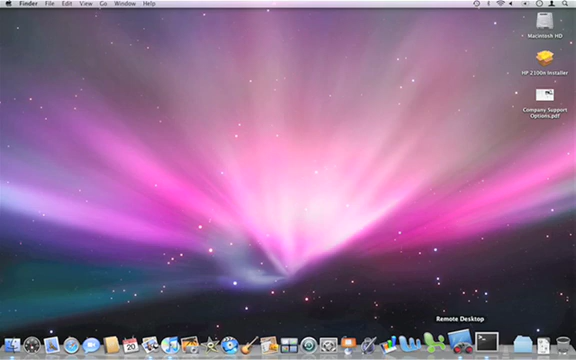 Finder File Edit View Go Window Help
Macintosh HD
HP 2100n Installer
Company Support
Options.pdf
Remote Desktop
20